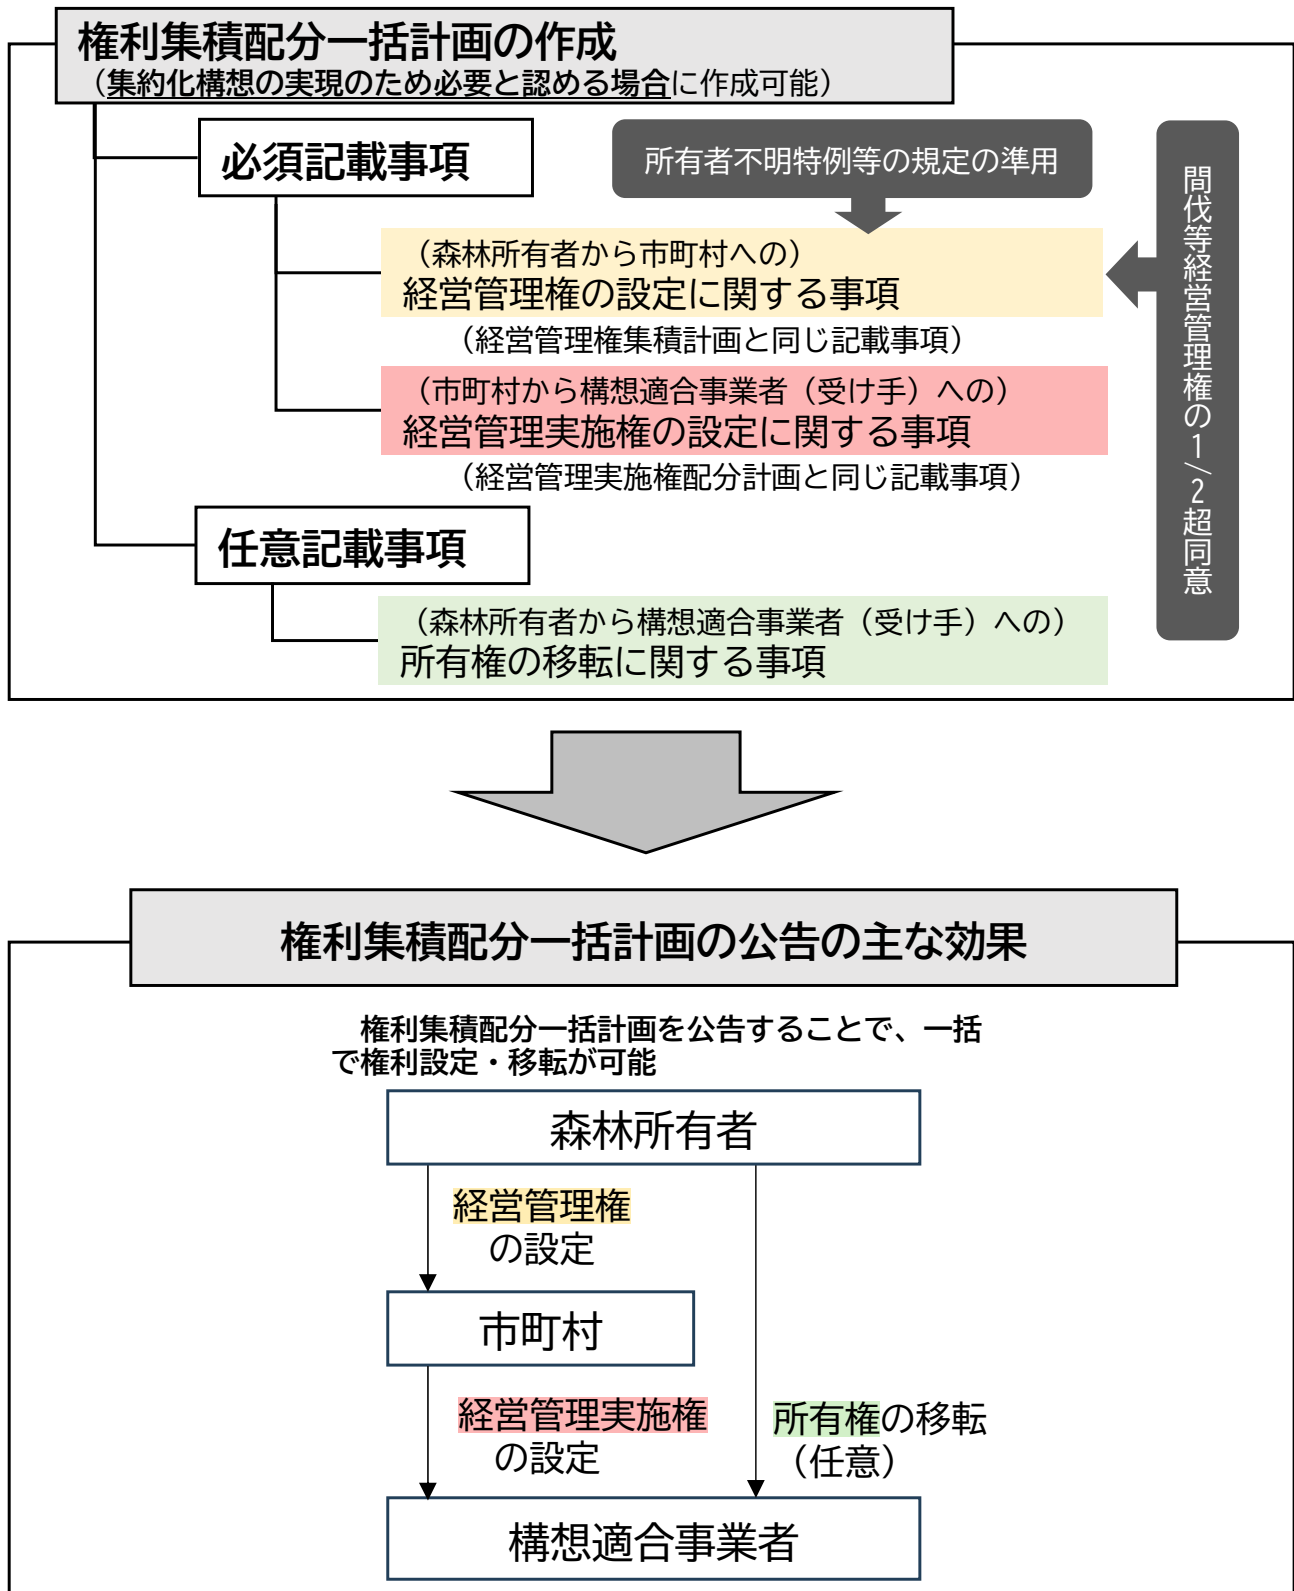 権利集積配分一括計画の作成
（集約化構想の実現のため必要と認める場合に作成可能）
必須記載事項
所有者不明特例等の規定の準用
間伐等経営管理権の1/2超同意
（森林所有者から市町村への）
経営管理権の設定に関する事項
（経営管理権集積計画と同じ記載事項）
（市町村から構想適合事業者（受け手）への）
経営管理実施権の設定に関する事項
（経営管理実施権配分計画と同じ記載事項）
任意記載事項
（森林所有者から構想適合事業者（受け手）への）
所有権の移転に関する事項
権利集積配分一括計画の公告の主な効果
権利集積配分一括計画を公告することで、一括
で権利設定・移転が可能
森林所有者
経営管理権
の設定
市町村
経営管理実施権
の設定
所有権の移転
（任意）
構想適合事業者